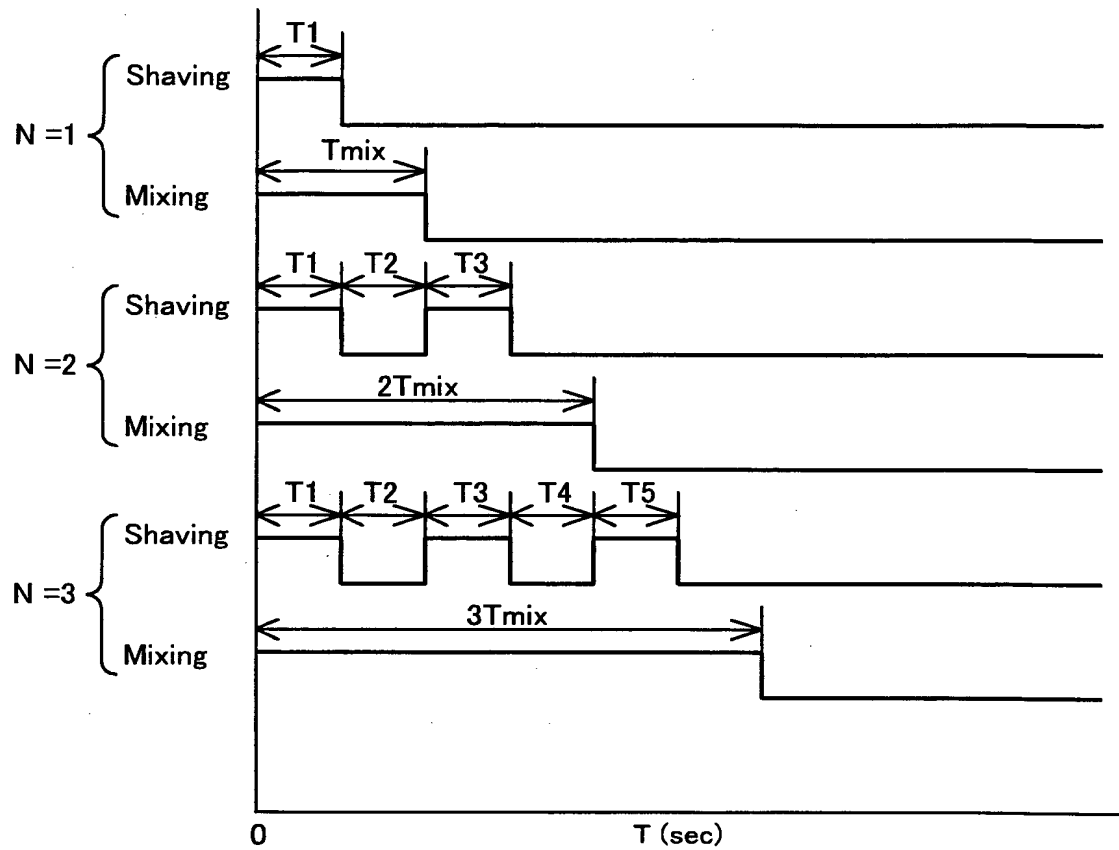 T1
Shaving
N =1
Tmix
Mixing
T1 T2 T3
Shaving
N =2
2Tmix
Mixing
T1 T2 T3 T4 T5
Shaving
N =3
3Tmix
Mixing
0 T (sec)